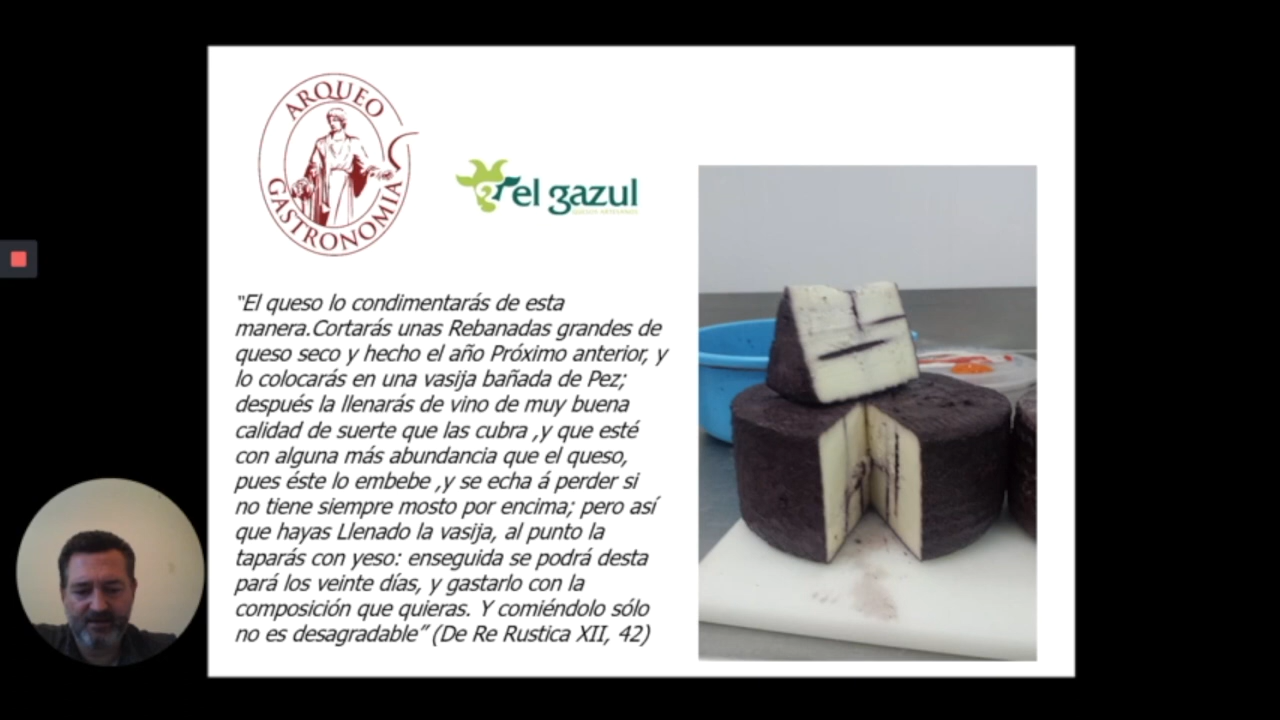 ARQUEO
GASTRONOMIA
el gazul
QUESOS ARTESANOS
“El queso lo condimentarás de esta
manera.Cortarás unas Rebanadas grandes de
queso seco y hecho el año Próximo anterior, y
lo colocarás en una vasija bañada de Pez;
después la llenarás de vino de muy buena
calidad de suerte que las cubra ,y que esté
con alguna más abundancia que el queso,
pues éste lo embebe ,y se echa á perder si
no tiene siempre mosto por encima; pero así
que hayas Llenado la vasija, al punto la
taparás con yeso: enseguida se podrá desta
pará los veinte días, y gastarlo con la
composición que quieras. Y comiéndolo sólo
no es desagradable” (De Re Rustica XII, 42)